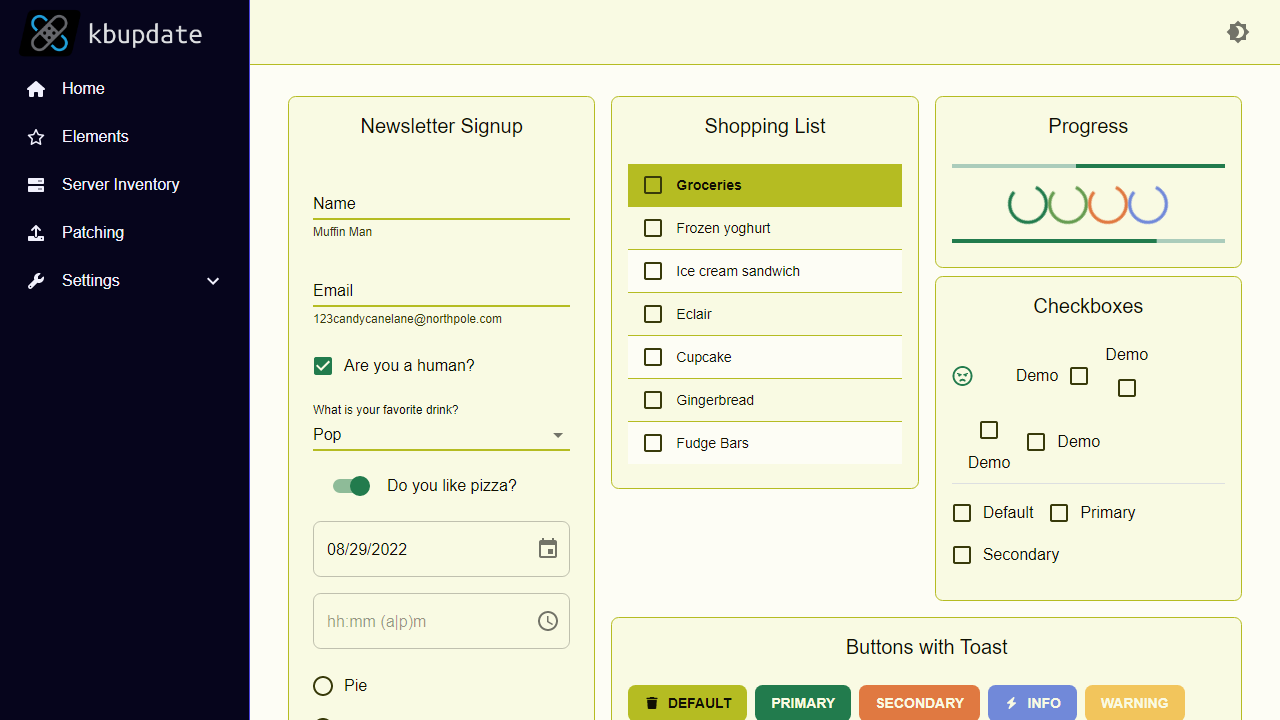 kbupdate
Home
Elements
Server Inventory
Patching
Settings
Newsletter Signup
Name
Muffin Man
Email
123candycanelane@northpole.com
Are you a human?
What is your favorite drink?
Pop
Do you like pizza?
08/29/2022
hh:mm (a|p)m
Pie
Shopping List
Groceries
Frozen yoghurt
Ice cream sandwich
Eclair
Cupcake
Gingerbread
Fudge Bars
Progress
Checkboxes
Demo
Demo
Demo
Demo
Default
Primary
Secondary
Buttons with Toast
DEFAULT
PRIMARY
SECONDARY
INFO
WARNING